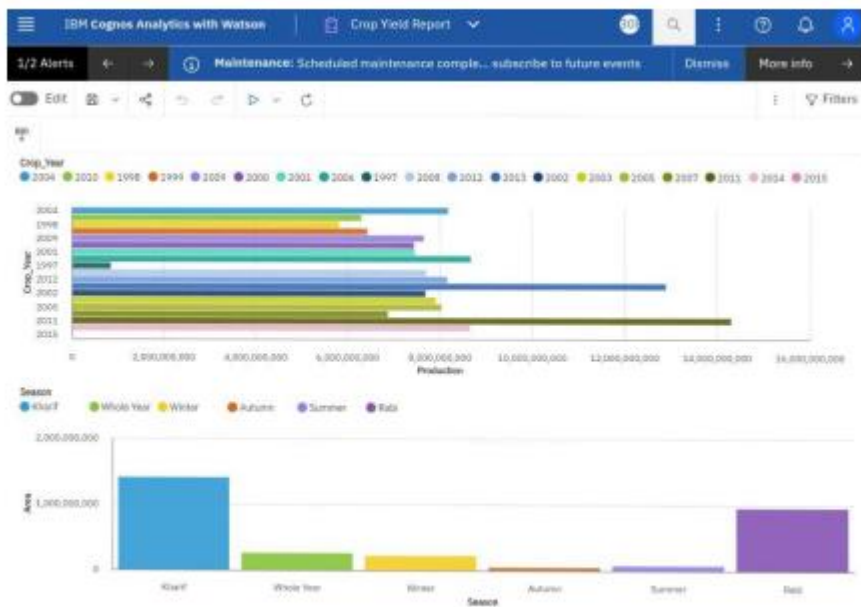 IBM Cognos Analytics with Watson
Crop Yield Report
1/2 Alerts
Maintenance: Scheduled maintenance comple... subscribe to future events
Dismiss
More info
Edit
Filters
Crop_Year
2004 2010 1998 1999 2009 2000 2001 2006 1997 2008 2012 2013 2002 2003 2005 2007 2011 2014 2015
Crop_Year
2004
1998
2009
2001
1997
2012
2002
2005
2011
2015
0 2,000,000,000 4,000,000,000 6,000,000,000 8,000,000,000 10,000,000,000 12,000,000,000 14,000,000,000 16,000,000,000
Production
Season
Kharif Whole Year Winter Autumn Summer Rabi
Area
2,000,000,000
1,000,000,000
0
Kharif Whole Year Winter Autumn Summer Rabi
Season